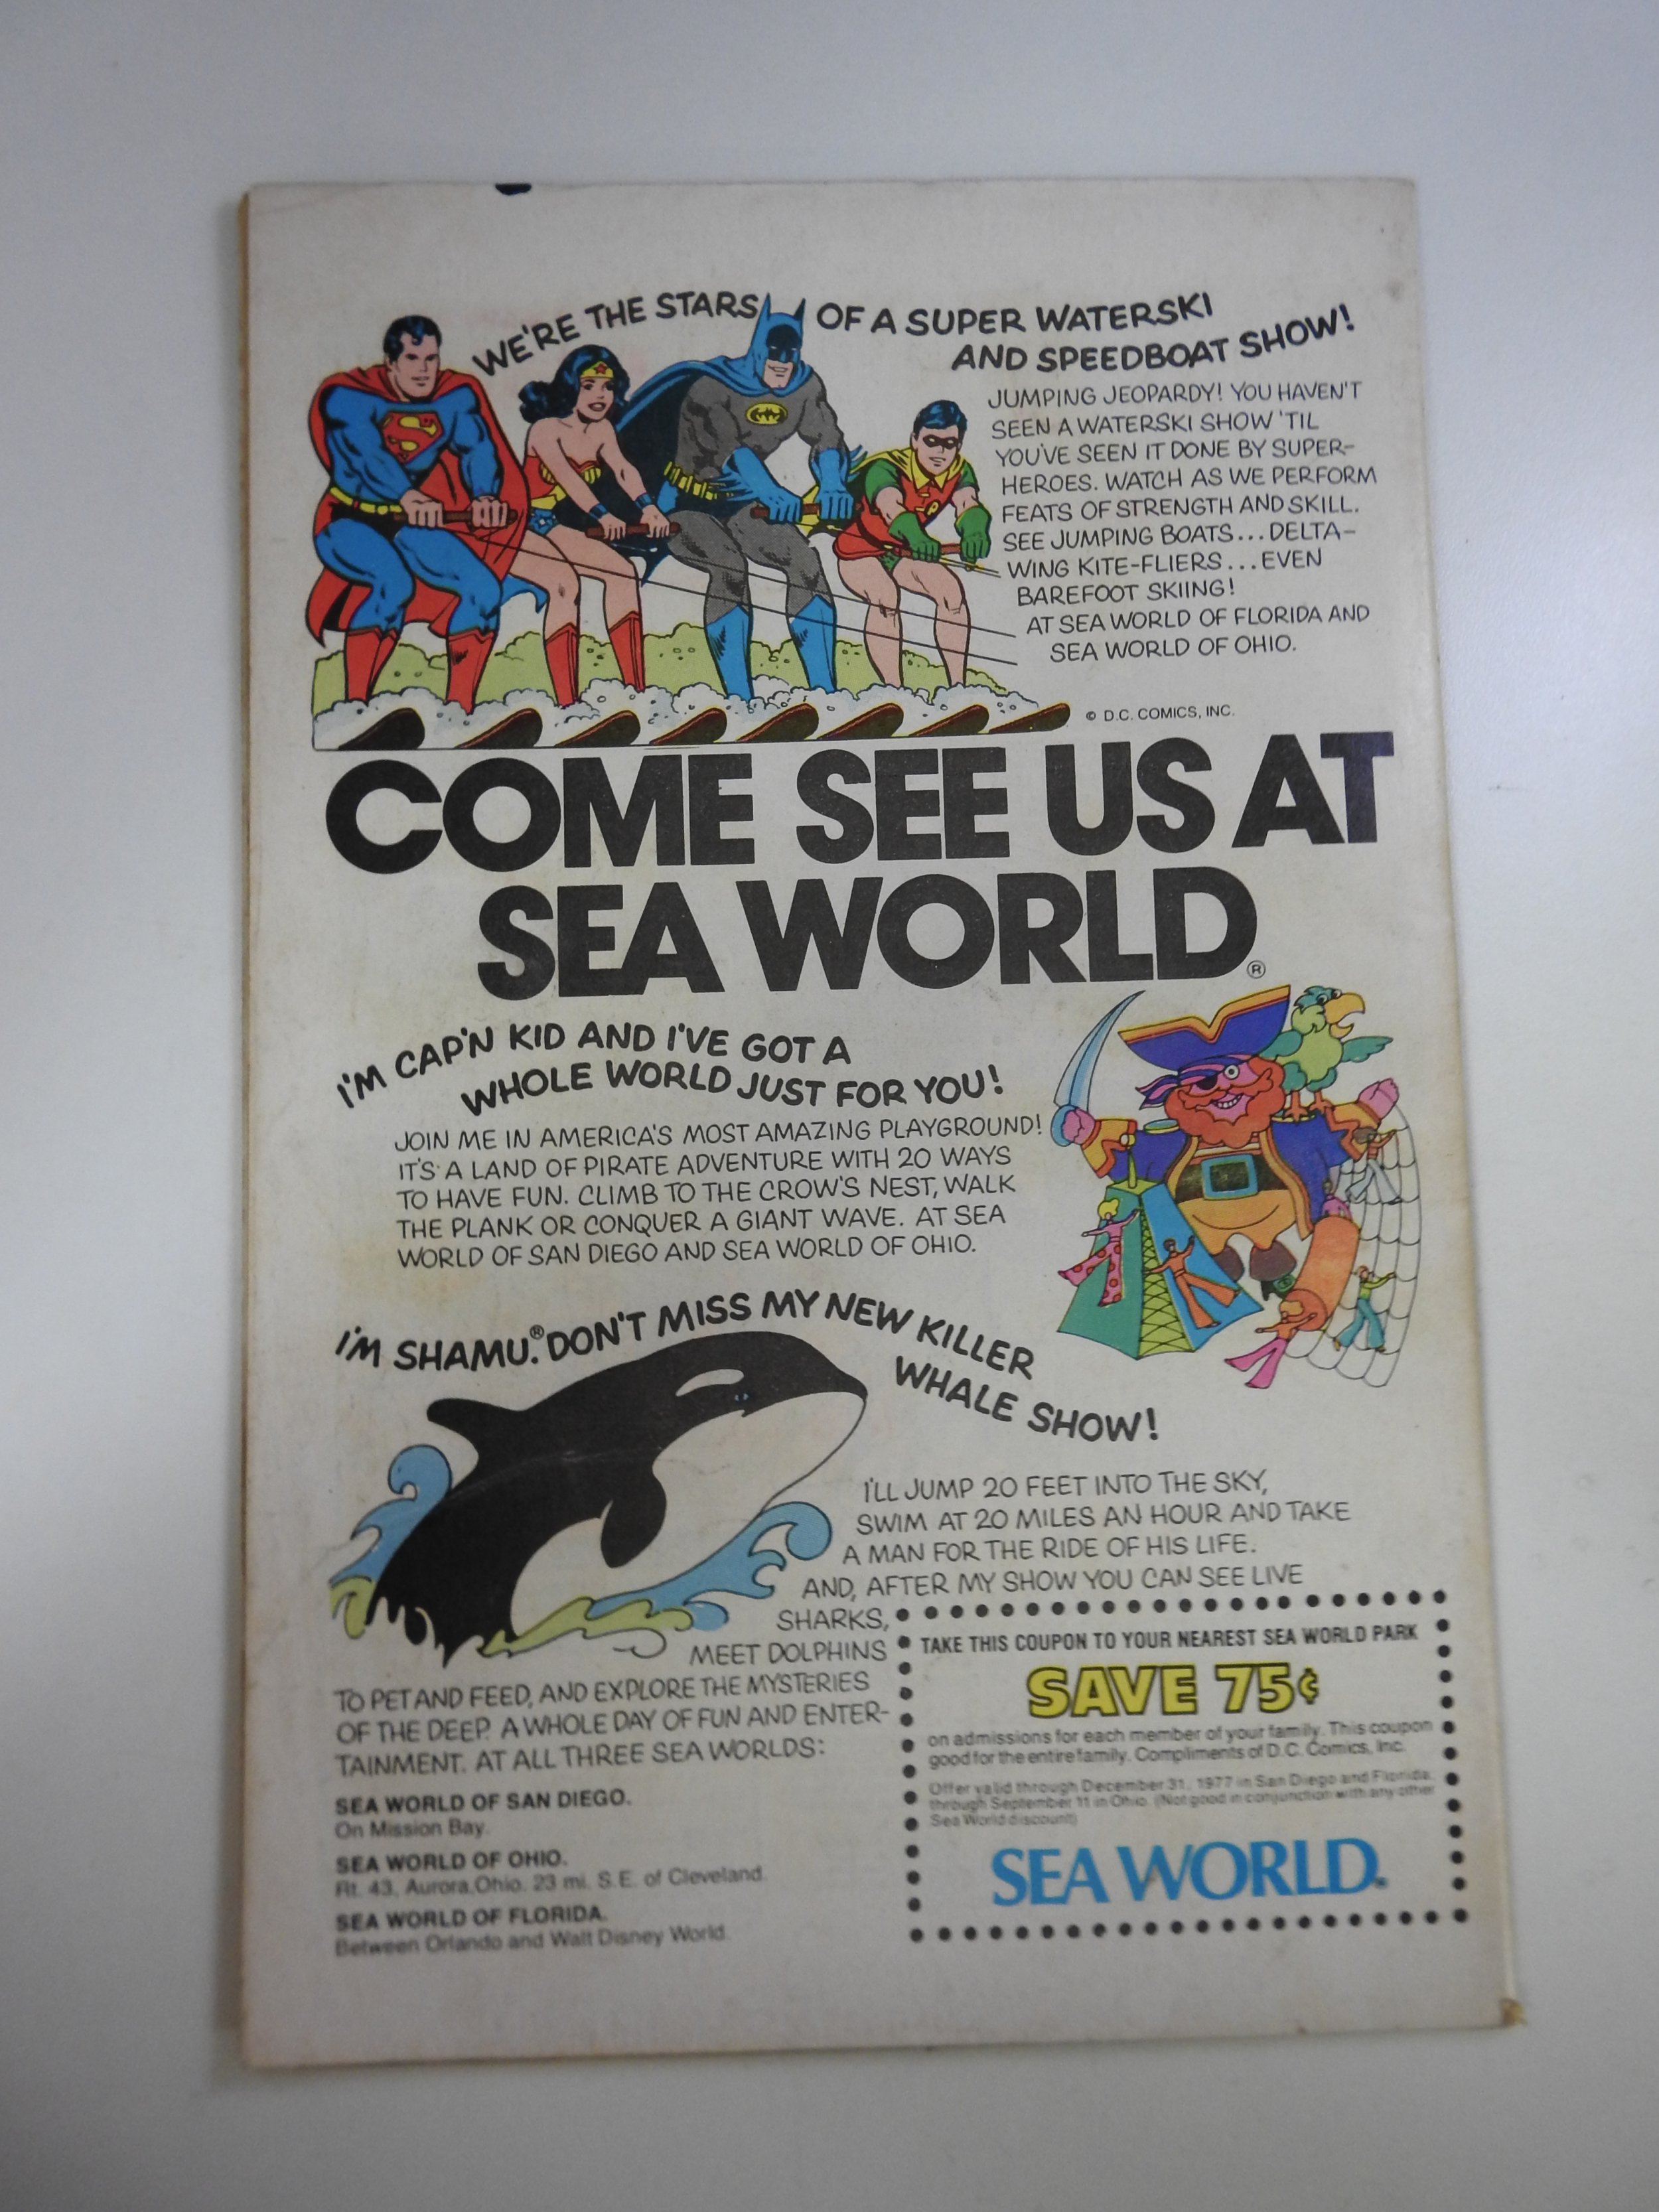 WE'RE THE STARS OF A SUPER WATERSKI
AND SPEEDBOAT SHOW!
JUMPING JEOPARDY! YOU HAVEN'T
SEEN A WATERSKI SHOW 'TIL
YOU'VE SEEN IT DONE BY SUPER-
HEROES. WATCH AS WE PERFORM
FEATS OF STRENGTH AND SKILL.
SEE JUMPING BOATS...DELTA-
WING KITE-FLIERS...EVEN
BAREFOOT SKIING!
AT SEA WORLD OF FLORIDA AND
SEA WORLD OF OHIO.
© D.C. COMICS, INC.
COME SEE US AT
SEA WORLD®
I'M CAP'N KID AND I'VE GOT A
WHOLE WORLD JUST FOR YOU!
JOIN ME IN AMERICA'S MOST AMAZING PLAYGROUND!
IT'S A LAND OF PIRATE ADVENTURE WITH 20 WAYS
TO HAVE FUN. CLIMB TO THE CROW'S NEST, WALK
THE PLANK OR CONQUER A GIANT WAVE. AT SEA
WORLD OF SAN DIEGO AND SEA WORLD OF OHIO.
I'M SHAMU.® DON'T MISS MY NEW KILLER
WHALE SHOW!
I'LL JUMP 20 FEET INTO THE SKY,
SWIM AT 20 MILES AN HOUR AND TAKE
A MAN FOR THE RIDE OF HIS LIFE.
AND, AFTER MY SHOW YOU CAN SEE LIVE
SHARKS,
MEET DOLPHINS
TO PET AND FEED, AND EXPLORE THE MYSTERIES
OF THE DEEP. A WHOLE DAY OF FUN AND ENTER-
TAINMENT. AT ALL THREE SEA WORLDS:
SEA WORLD OF SAN DIEGO.
On Mission Bay.
SEA WORLD OF OHIO.
Rt. 43, Aurora, Ohio. 23 mi. S.E. of Cleveland.
SEA WORLD OF FLORIDA.
Between Orlando and Walt Disney World.
TAKE THIS COUPON TO YOUR NEAREST SEA WORLD PARK
SAVE 75¢
on admissions for each member of your family. This coupon
good for the entire family. Compliments of D.C. Comics, Inc.
Offer valid through December 31, 1977 in San Diego and Florida,
through September 11 in Ohio. (Not good in conjunction with any other
Sea World discount)
SEA WORLD®